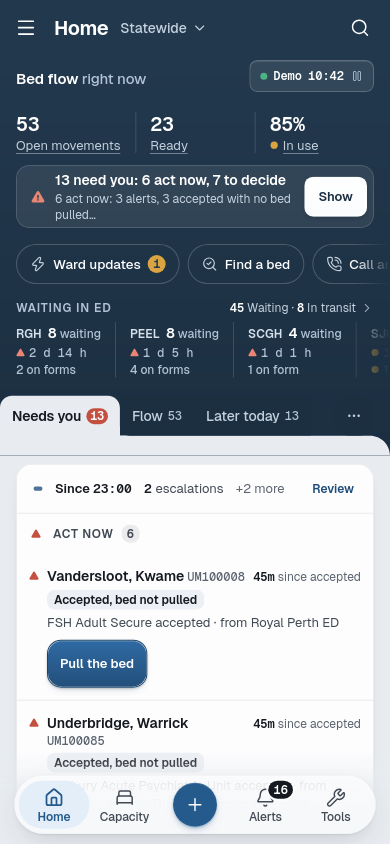 Home Statewide
Bed flow right now
Demo 10:42
53 23 85%
Open movements Ready In use
13 need you: 6 act now, 7 to decide
6 act now: 3 alerts, 3 accepted with no bed
pulled…
Show
Ward updates 1 Find a bed Call a
WAITING IN ED 45 Waiting · 8 In transit
RGH 8 waiting PEEL 8 waiting SCGH 4 waiting SJ
2 d 14 h 1 d 5 h 1 d 1 h
2 on forms 4 on forms 1 on form
Needs you 13 Flow 53 Later today 13
Since 23:00 2 escalations +2 more Review
ACT NOW 6
Vandersloot, Kwame UM100008 45m since accepted
Accepted, bed not pulled
FSH Adult Secure accepted · from Royal Perth ED
Pull the bed
Underbridge, Warrick 45m since accepted
UM100085
Accepted, bed not pulled
16
Home Capacity Alerts Tools